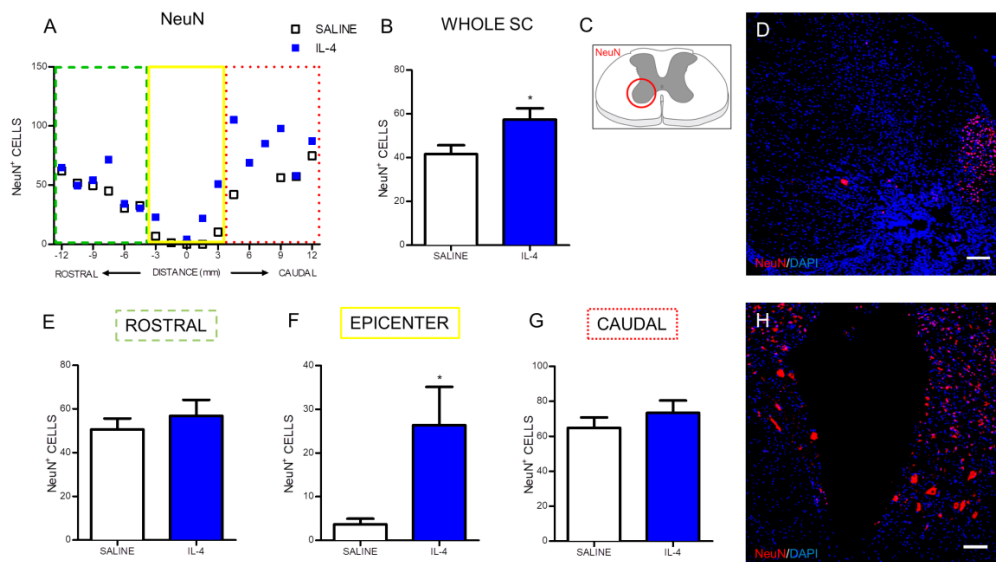 A
NeuN
SALINE
IL-4
NeuN⁺ CELLS
150
100
50
0
-12 -9 -6 -3 0 3 6 9 12
ROSTRAL DISTANCE (mm) CAUDAL
B
WHOLE SC
NeuN⁺ CELLS
80
60
40
20
0
*
SALINE IL-4
C
NeuN
D
NeuN/DAPI
E
ROSTRAL
NeuN⁺ CELLS
80
60
40
20
0
SALINE IL-4
F
EPICENTER
NeuN⁺ CELLS
40
30
20
10
0
*
SALINE IL-4
G
CAUDAL
NeuN⁺ CELLS
100
80
60
40
20
0
SALINE IL-4
H
NeuN/DAPI